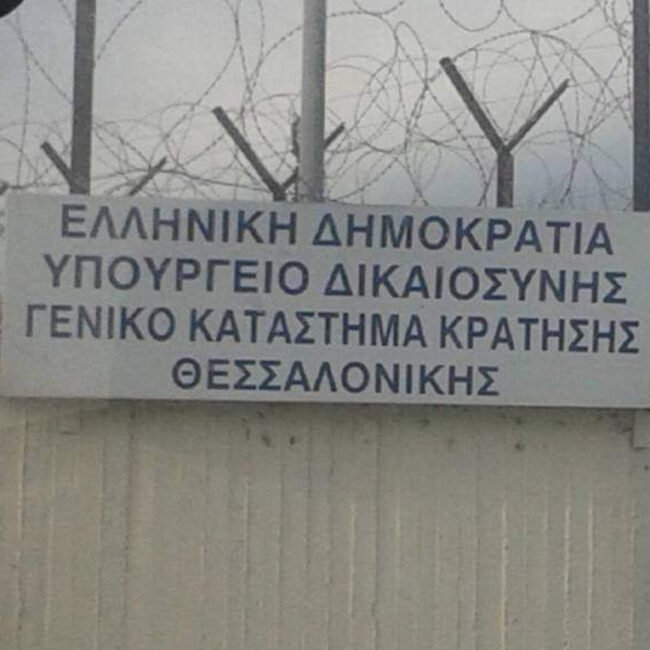 ΕΛΛΗΝΙΚΗ ΔΗΜΟΚΡΑΤΙΑ
ΥΠΟΥΡΓΕΙΟ ΔΙΚΑΙΟΣΥΝΗΣ
ΓΕΝΙΚΟ ΚΑΤΑΣΤΗΜΑ ΚΡΑΤΗΣΗΣ
ΘΕΣΣΑΛΟΝΙΚΗΣ